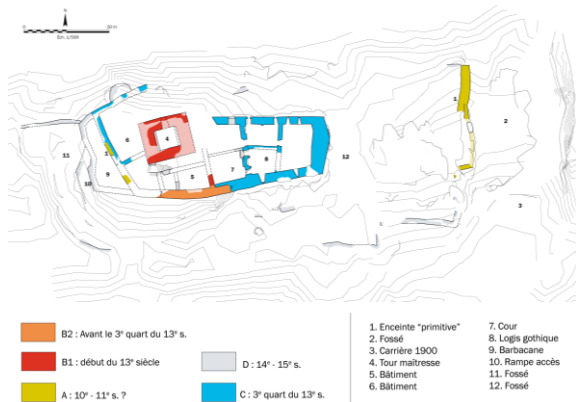 N
0 20 m
Ech. 1/500
1
2
3
4
5
6
7
8
9
1
10
11
12
B2 : Avant le 3e quart du 13e s.
B1 : début du 13e siècle
A : 10e - 11e s. ?
D : 14e - 15e s.
C : 3e quart du 13e s.
1. Enceinte "primitive"
2. Fossé
3. Carrière 1900
4. Tour maîtresse
5. Bâtiment
6. Bâtiment
7. Cour
8. Logis gothique
9. Barbacane
10. Rampe accès
11. Fossé
12. Fossé